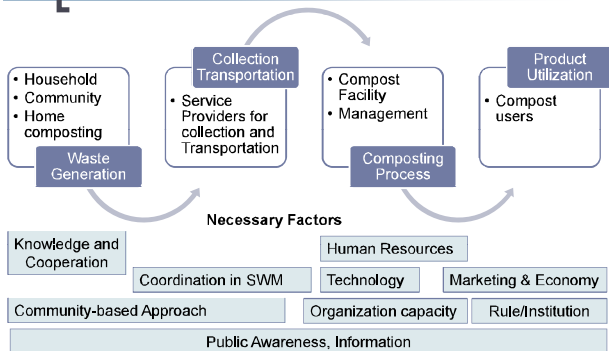 • Household
• Community
• Home
composting
Waste
Generation
Collection
Transportation
• Service
Providers for
collection and
Transportation
• Compost
Facility
• Management
Composting
Process
Product
Utilization
• Compost
users
Necessary Factors
Knowledge and
Cooperation
Human Resources
Coordination in SWM
Technology
Marketing & Economy
Community-based Approach
Organization capacity
Rule/Institution
Public Awareness, Information